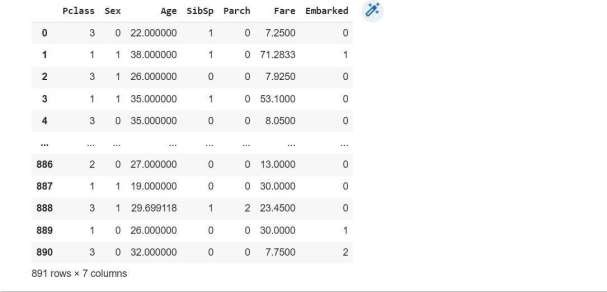 Pclass Sex Age SibSp Parch Fare Embarked
0 3 0 22.000000 1 0 7.2500 0
1 1 1 38.000000 1 0 71.2833 1
2 3 1 26.000000 0 0 7.9250 0
3 1 1 35.000000 1 0 53.1000 0
4 3 0 35.000000 0 0 8.0500 0
... ... ... ... ... ... ... ...
886 2 0 27.000000 0 0 13.0000 0
887 1 1 19.000000 0 0 30.0000 0
888 3 1 29.699118 1 2 23.4500 0
889 1 0 26.000000 0 0 30.0000 1
890 3 0 32.000000 0 0 7.7500 2
891 rows × 7 columns